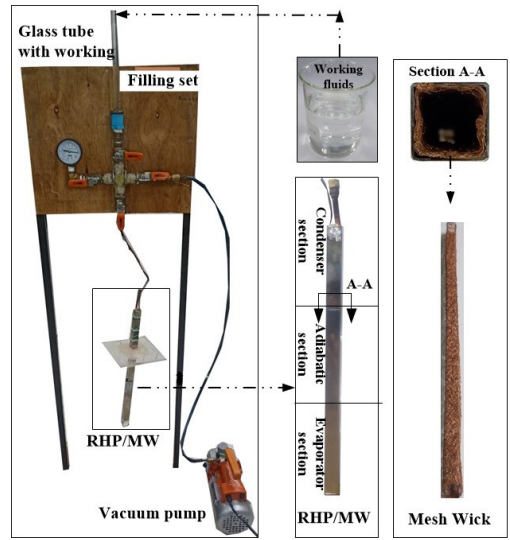 Glass tube
with working
Filling set
Working
fluids
Section A-A
Condenser
section
A-A
Adiabatic
section
Evaporator
section
RHP/MW
Vacuum pump
RHP/MW
Mesh Wick